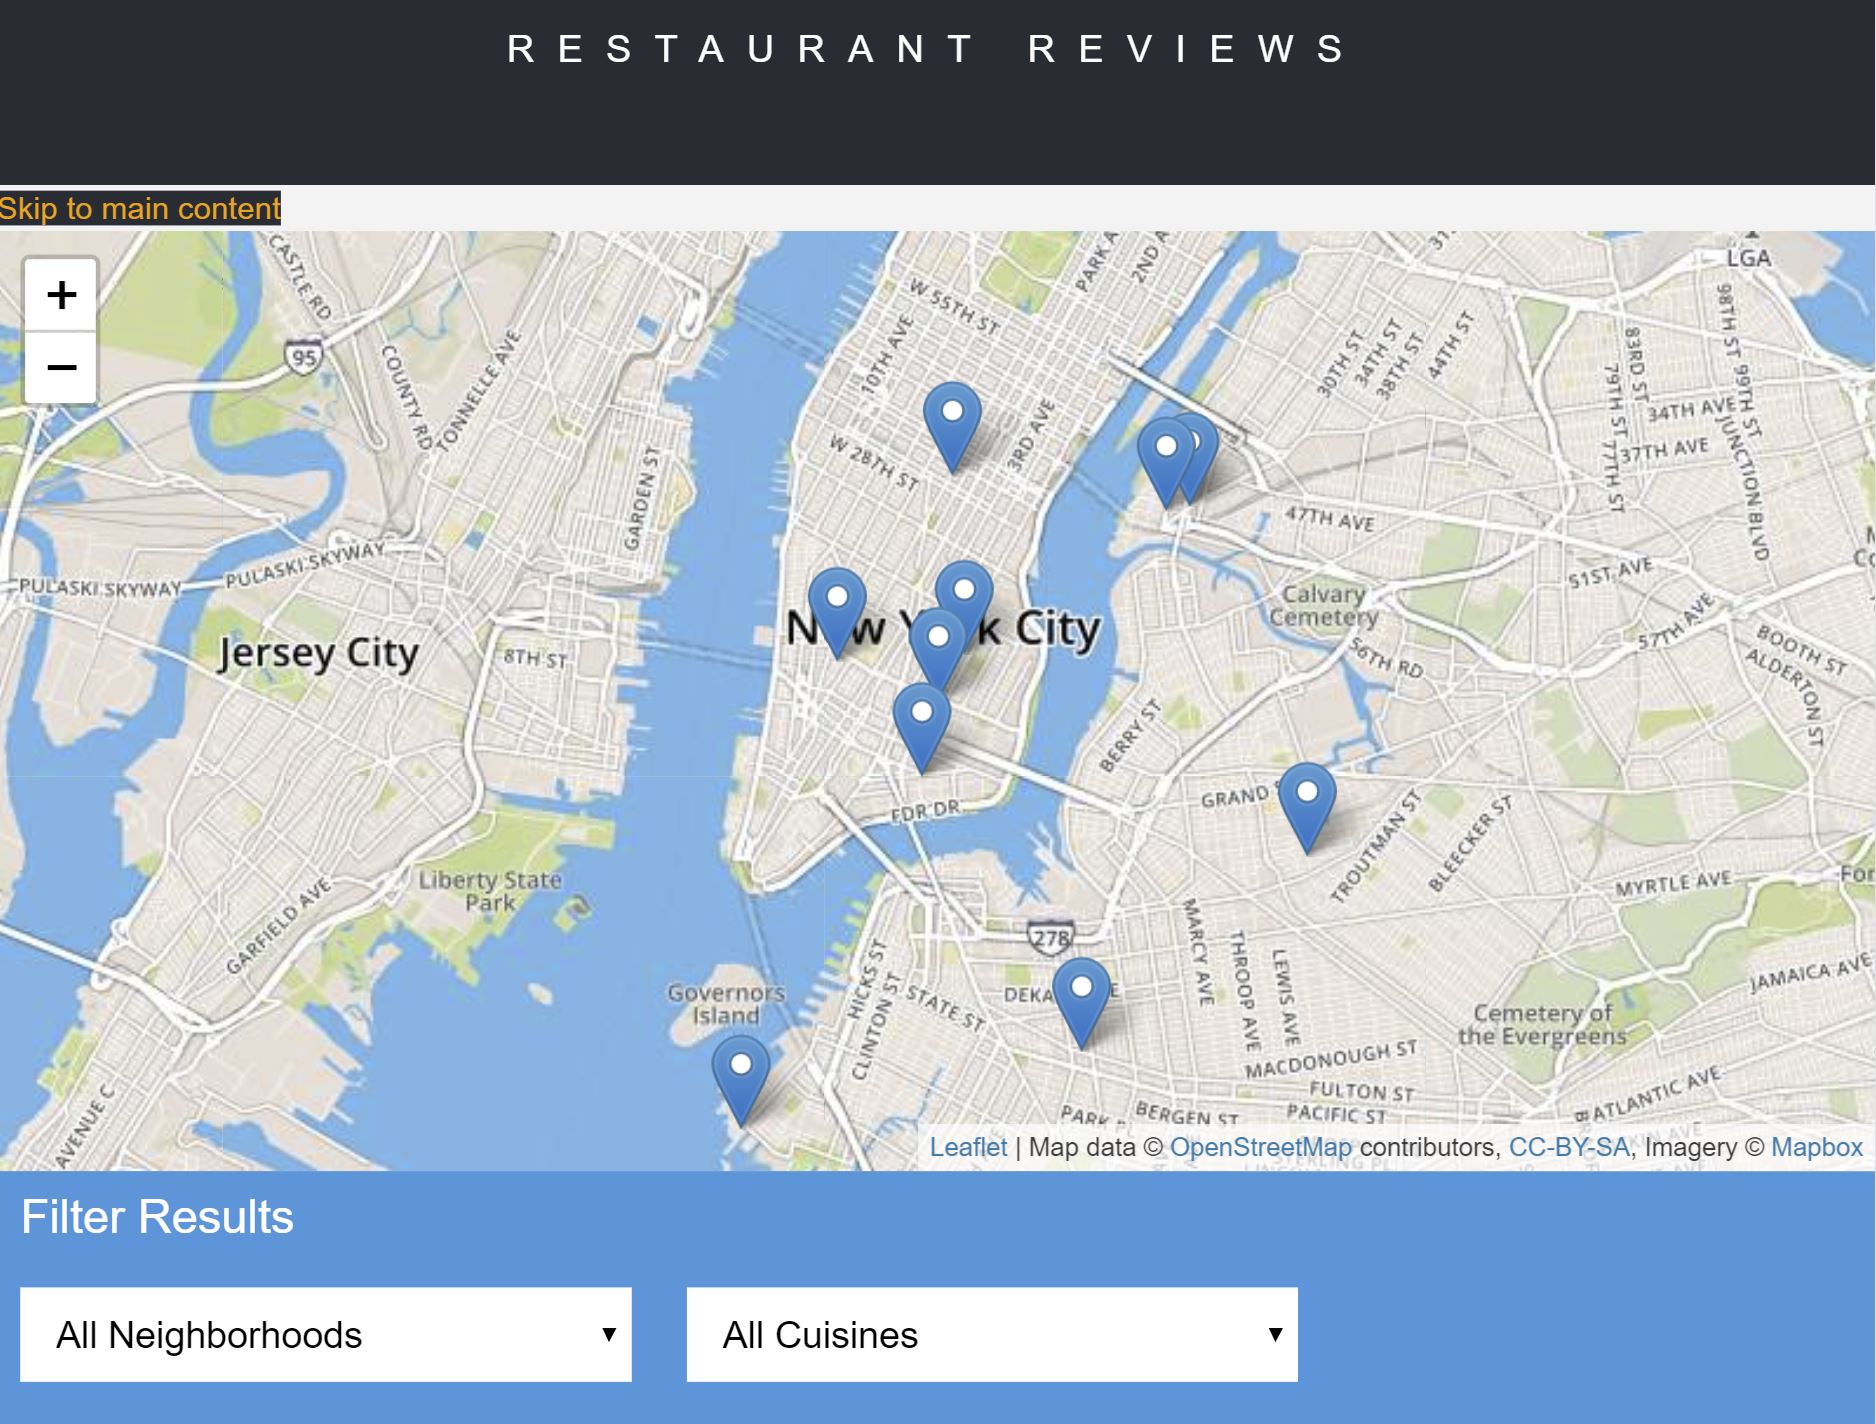 RESTAURANT REVIEWS
Skip to main content
+
−
CASTLE RD
95
COUNTY RD
TONNELLE AVE
GARDEN ST
PULASKI SKYWAY
PULASKI SKYWAY
Jersey City
8TH ST
Liberty State
Park
GARFIELD AVE
AVENUE C
Governors
Island
W 55TH ST
10TH AVE
PARK A
2ND A
3RD AVE
W 28TH ST
City
FDR DR
BERRY ST
LGA
30TH ST
34TH ST
38TH ST
44TH ST
83RD ST
79TH ST
77TH ST
98TH ST
99TH ST
34TH AVE
37TH AVE
JUNCTION BLVD
47TH AVE
51ST AVE
57TH AVE
Calvary
Cemetery
56TH RD
BOOTH ST
ALDERTON ST
GRAND
TROUTMAN ST
BLEECKER ST
MYRTLE AVE
278
HICKS ST
CLINTON ST
STATE ST
MARCY AVE
THROOP AVE
LEWIS AVE
JAMAICA AVE
Cemetery of
the Evergreens
MACDONOUGH ST
FULTON ST
PACIFIC ST
BERGEN ST
PARK
ATLANTIC AVE
Leaflet | Map data © OpenStreetMap contributors, CC-BY-SA, Imagery © Mapbox
Filter Results
All Neighborhoods
All Cuisines